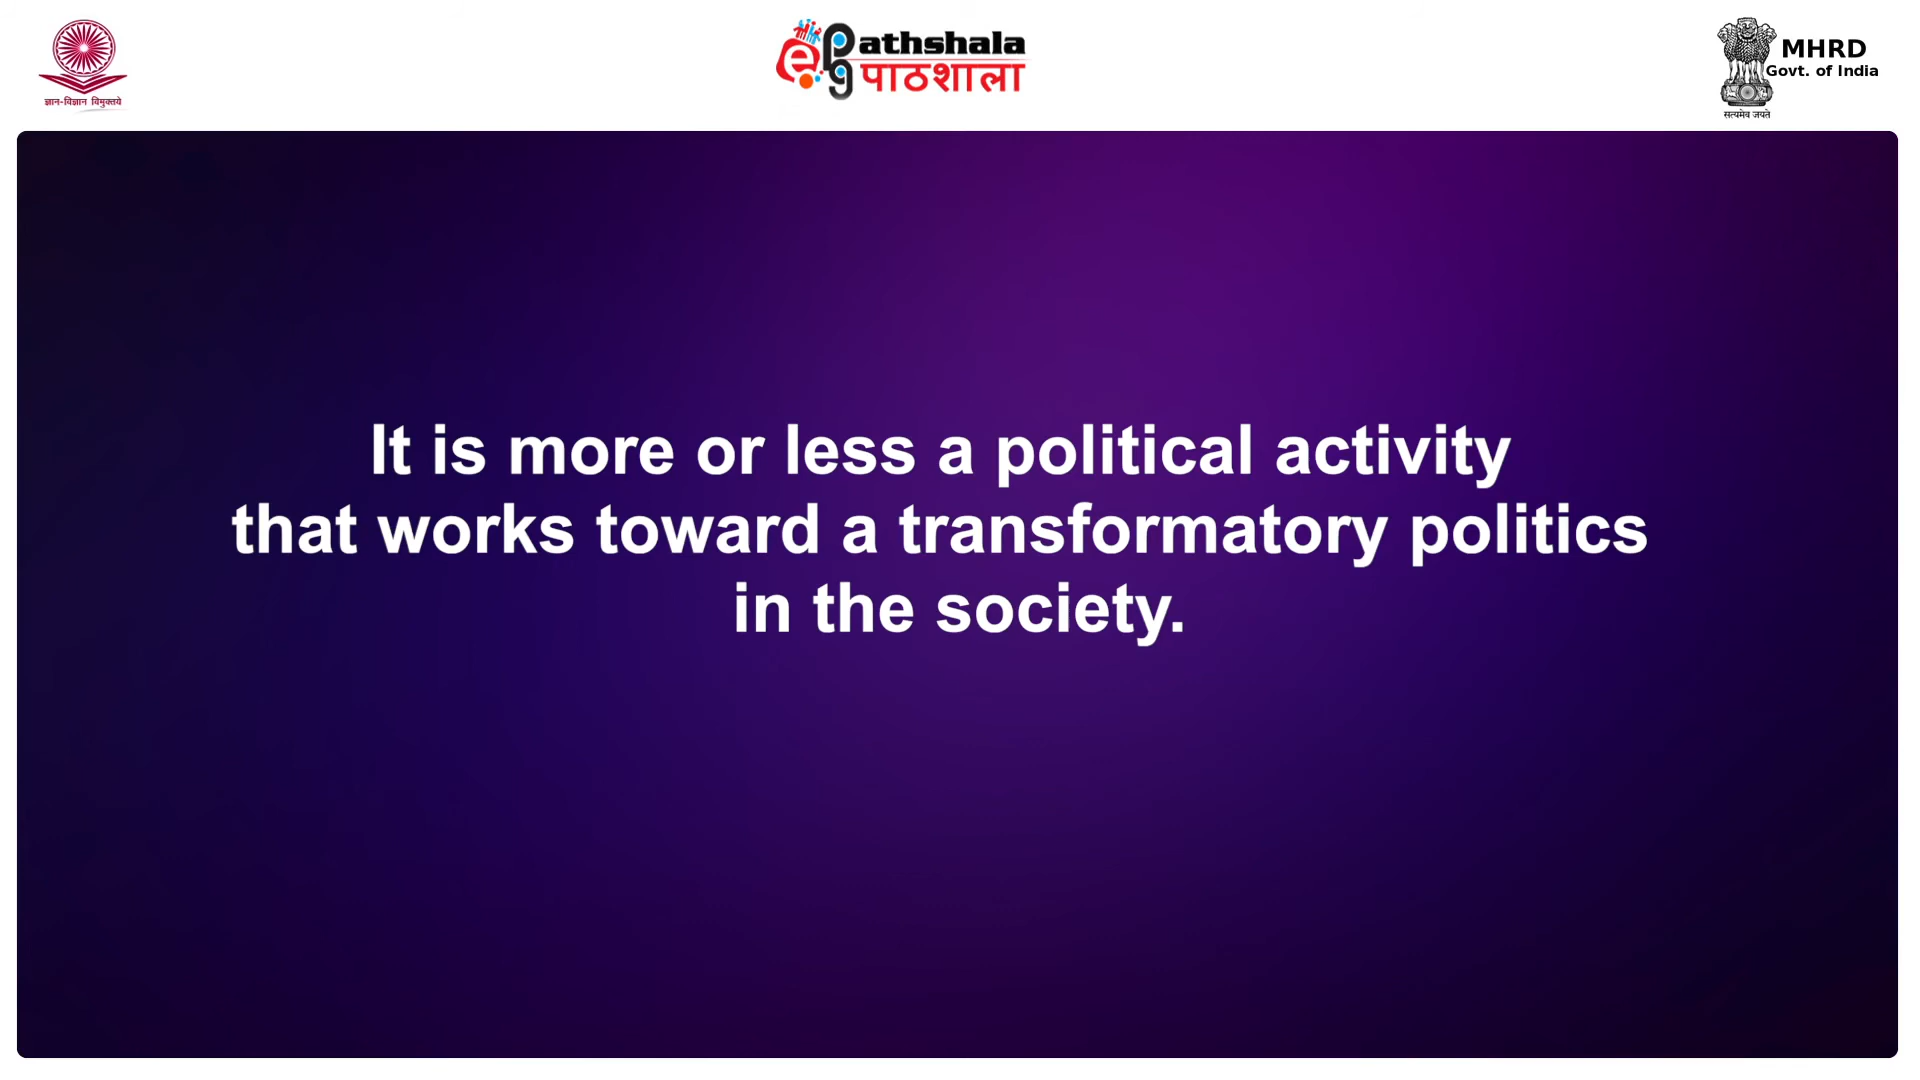 ज्ञान-विज्ञान विमुक्तये
epg
athshala
पाठशाला
MHRD
Govt. of India
सत्यमेव जयते
It is more or less a political activity
that works toward a transformatory politics
in the society.